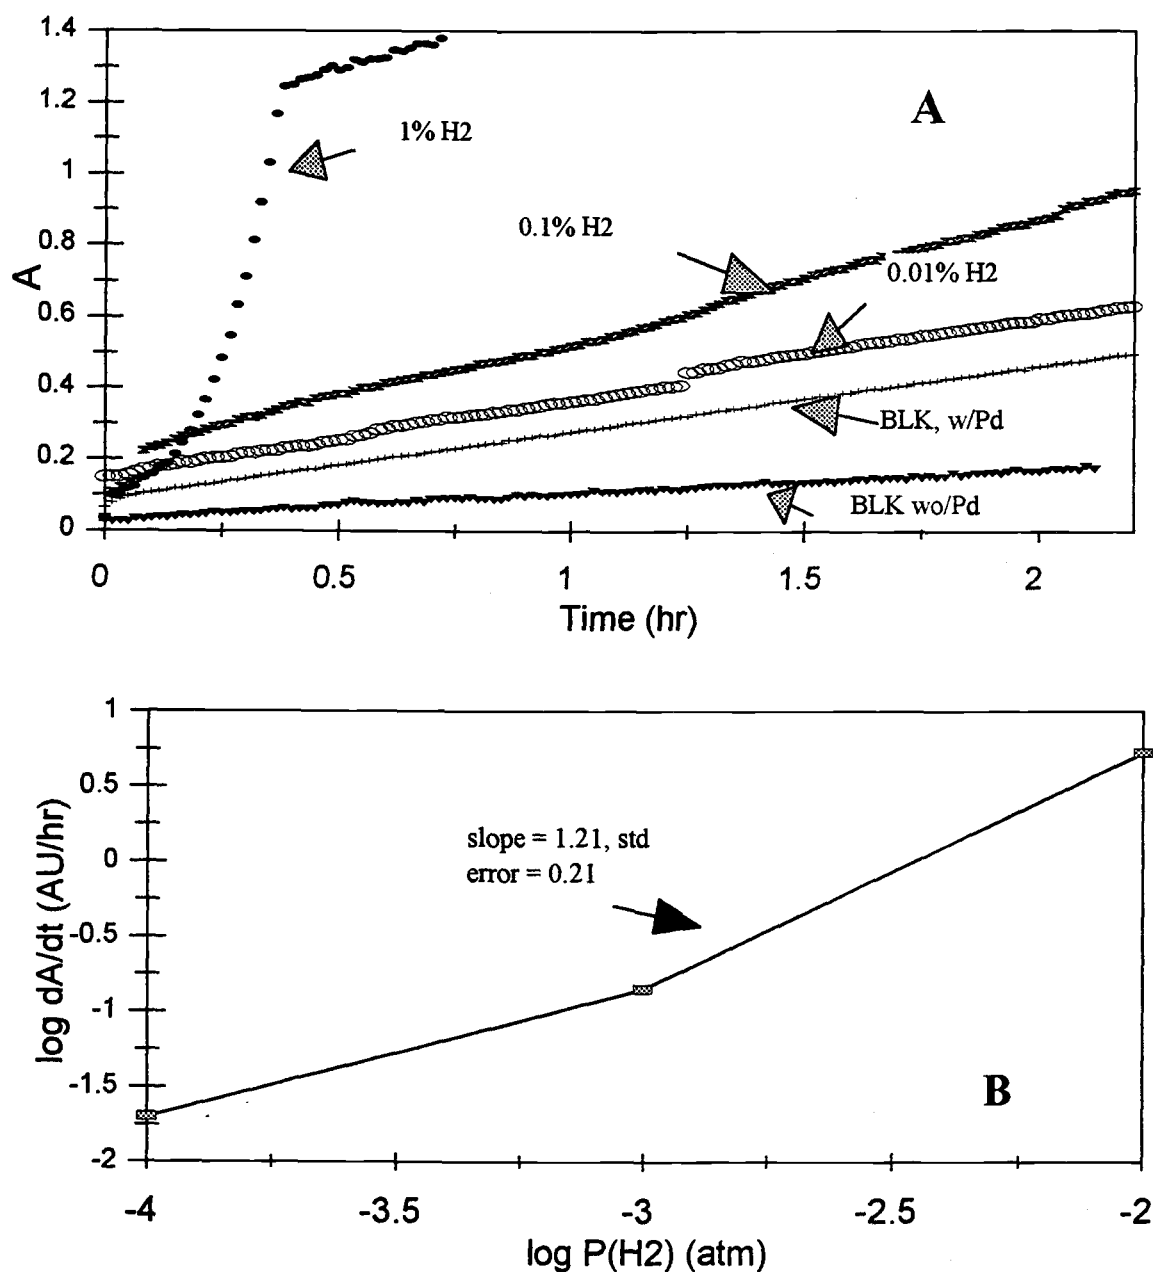 1.4
1.2
1
0.8
0.6
0.4
0.2
0
A
A
1% H2
0.1% H2
0.01% H2
BLK, w/Pd
BLK wo/Pd
0
0.5
1
1.5
2
Time (hr)
1
0.5
0
-0.5
-1
-1.5
-2
log dA/dt (AU/hr)
slope = 1.21, std
error = 0.21
B
-4
-3.5
-3
-2.5
-2
log P(H2) (atm)